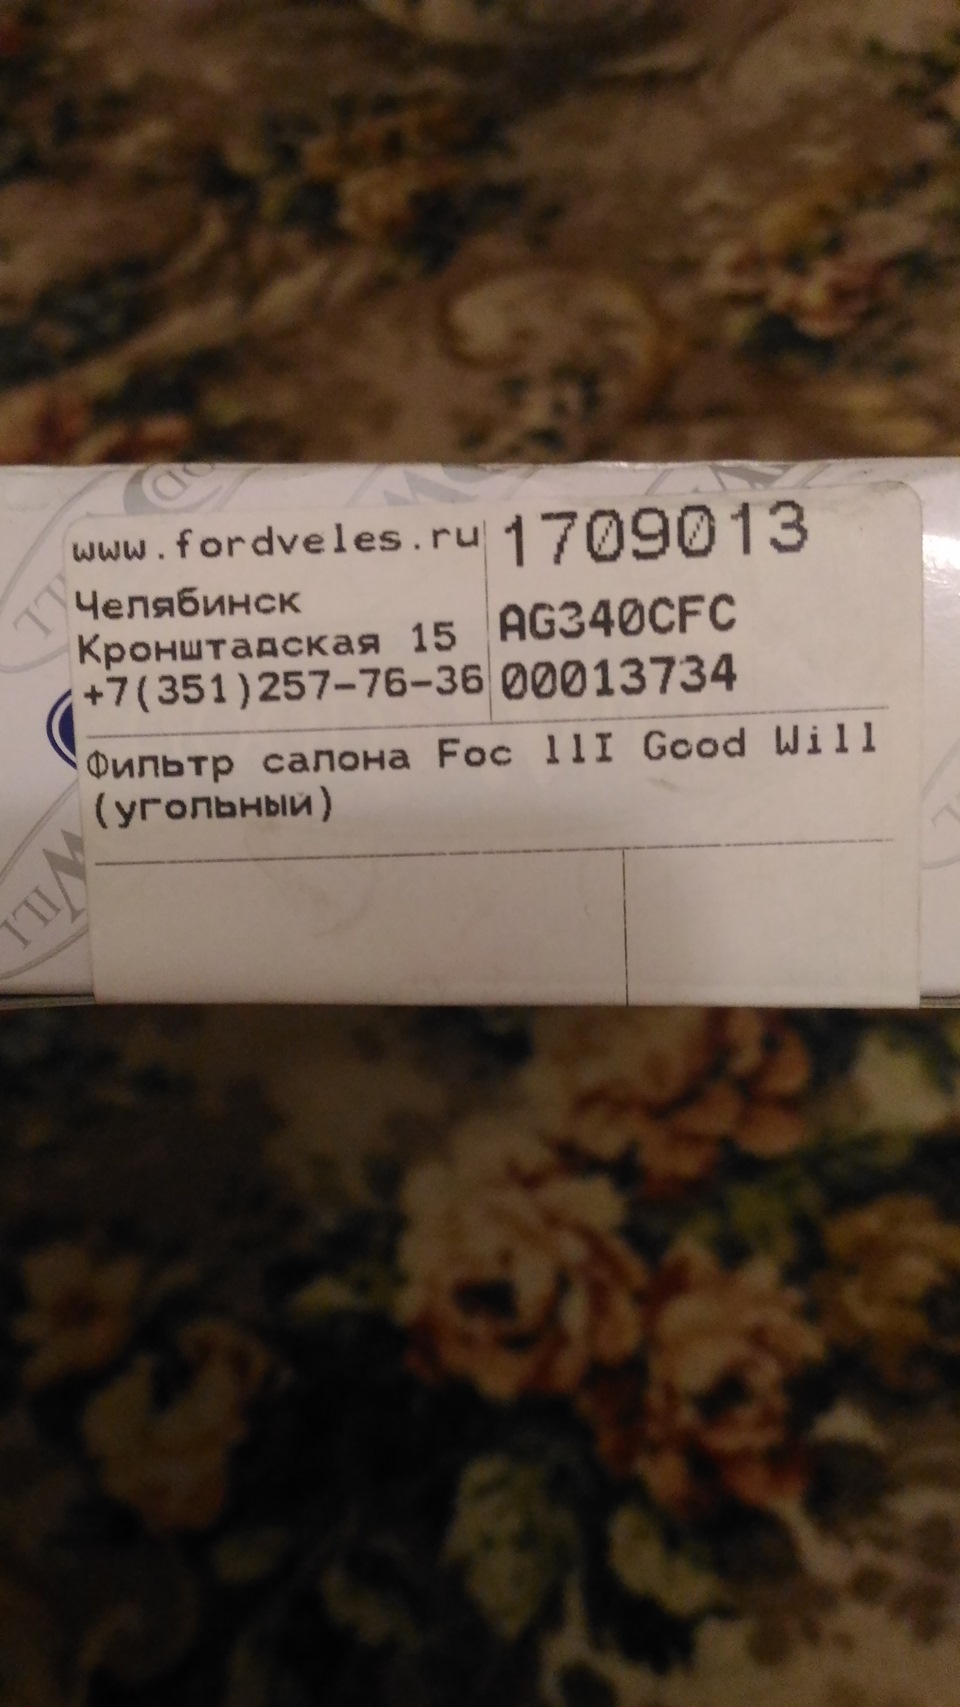 www.fordveles.ru
Челябинск
Кронштадская 15
+7(351)257-76-36
1709013
AG340CFC
00013734
Фильтр салона Foc llI Good Will
(угольный)